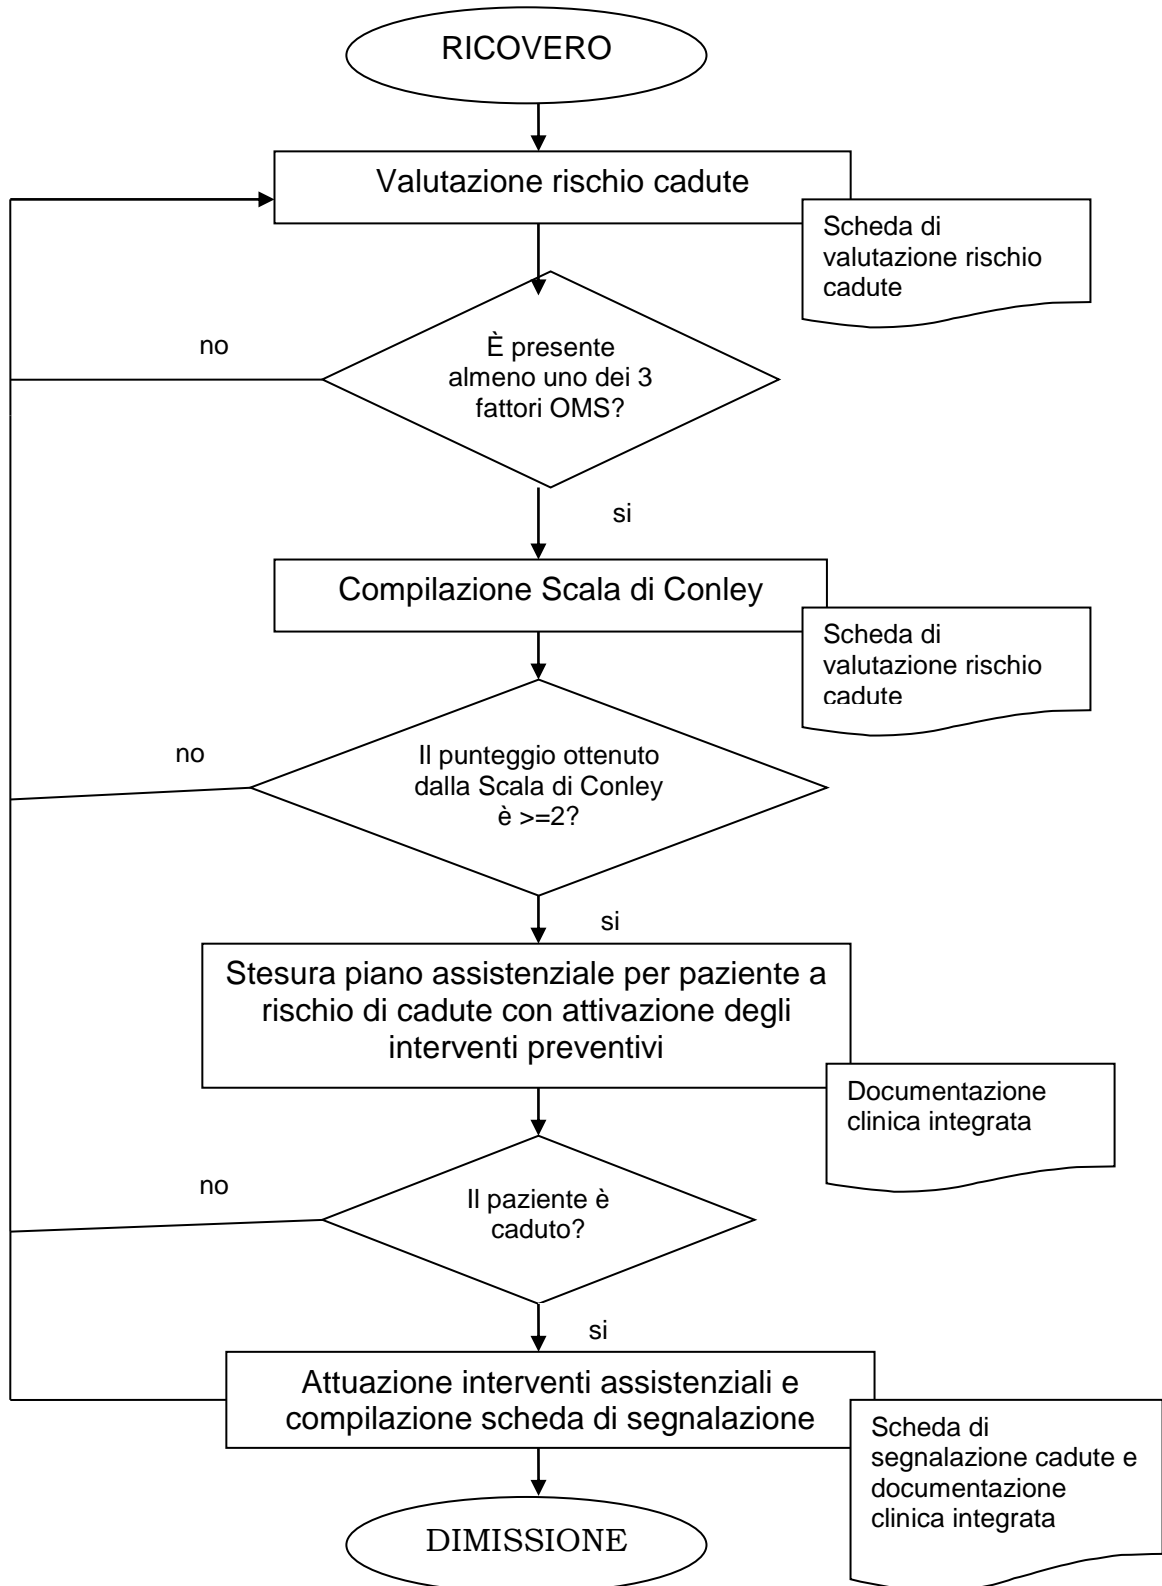 RICOVERO
Valutazione rischio cadute
Scheda di
valutazione rischio
cadute
no
È presente
almeno uno dei 3
fattori OMS?
si
Compilazione Scala di Conley
Scheda di
valutazione rischio
cadute
no
Il punteggio ottenuto
dalla Scala di Conley
è >=2?
si
Stesura piano assistenziale per paziente a
rischio di cadute con attivazione degli
interventi preventivi
Documentazione
clinica integrata
no
Il paziente è
caduto?
si
Attuazione interventi assistenziali e
compilazione scheda di segnalazione
Scheda di
segnalazione cadute e
documentazione
clinica integrata
DIMISSIONE